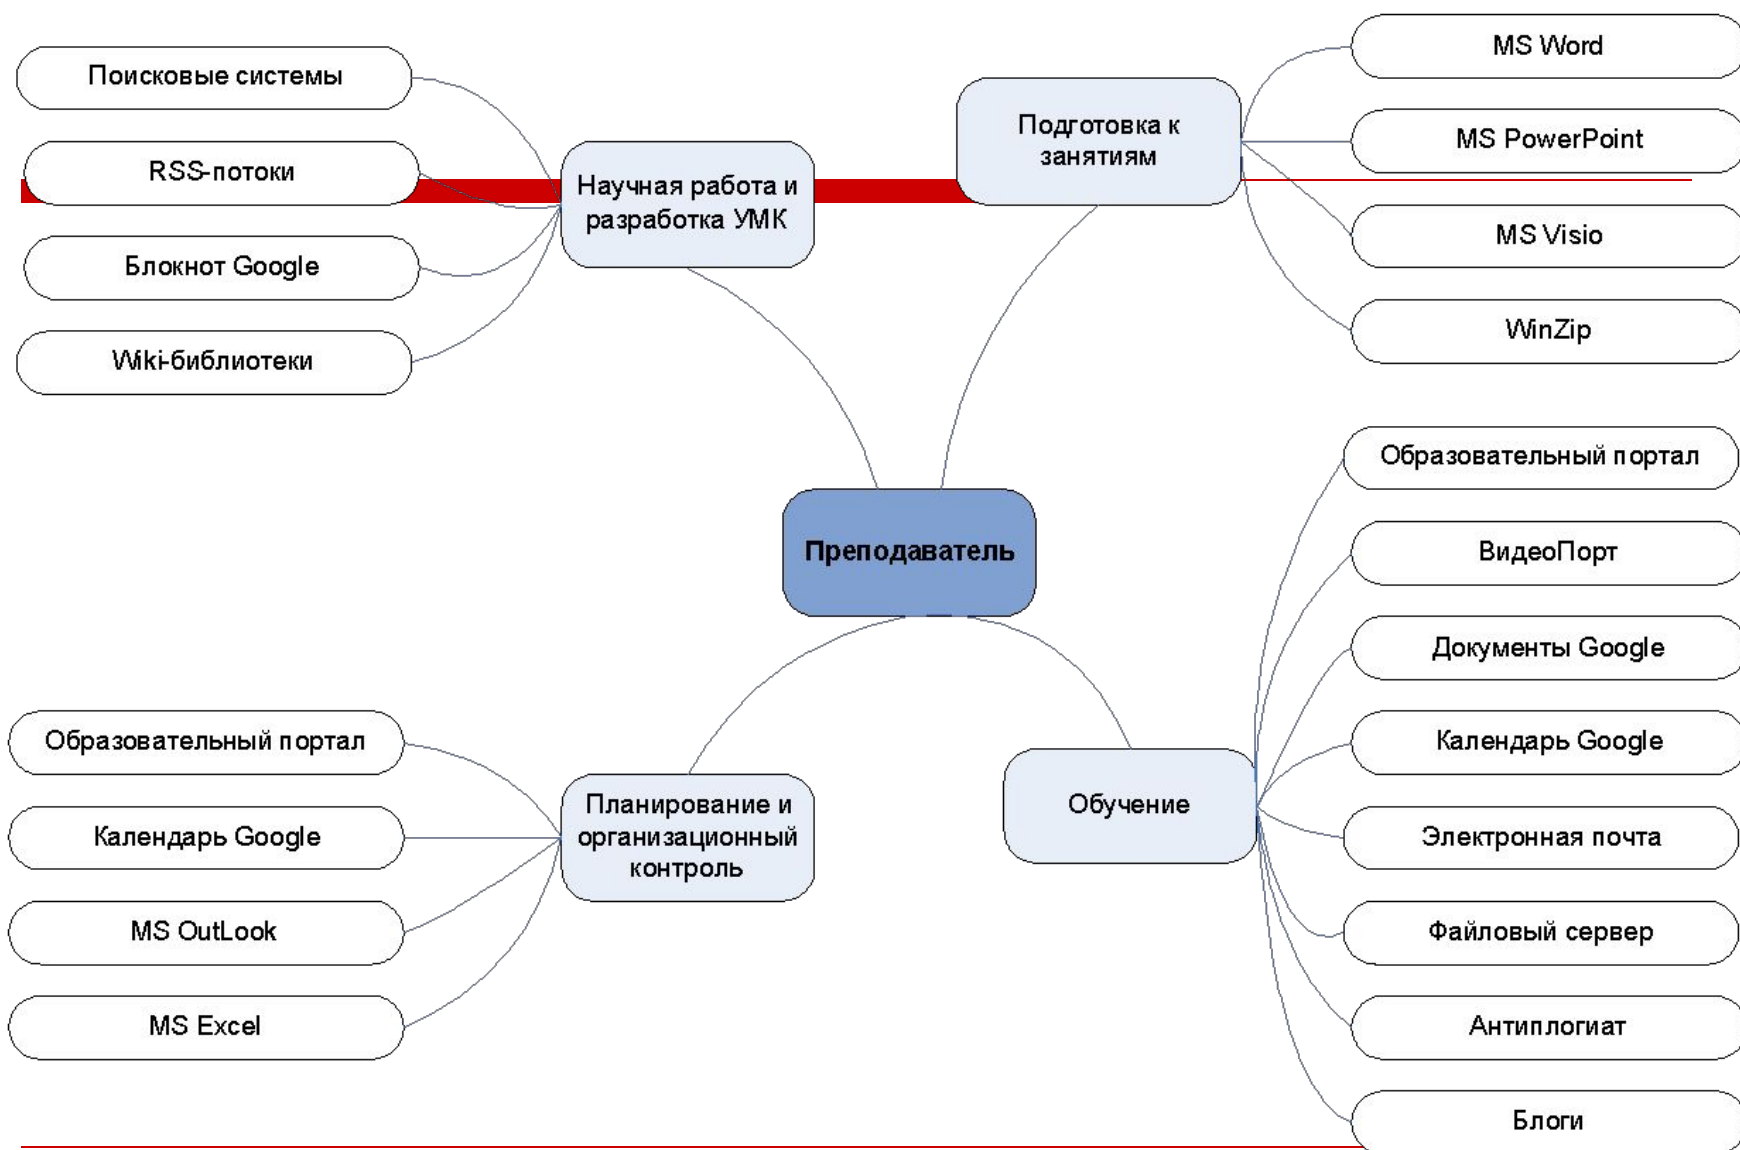 Поисковые системы
RSS-потоки
Блокнот Google
Wiki-библиотеки
Научная работа и
разработка УМК
Подготовка к
занятиям
MS Word
MS PowerPoint
MS Visio
WinZip
Преподаватель
Образовательный портал
Календарь Google
MS OutLook
MS Excel
Планирование и
организационный
контроль
Обучение
Образовательный портал
ВидеоПорт
Документы Google
Календарь Google
Электронная почта
Файловый сервер
Антиплогиат
Блоги